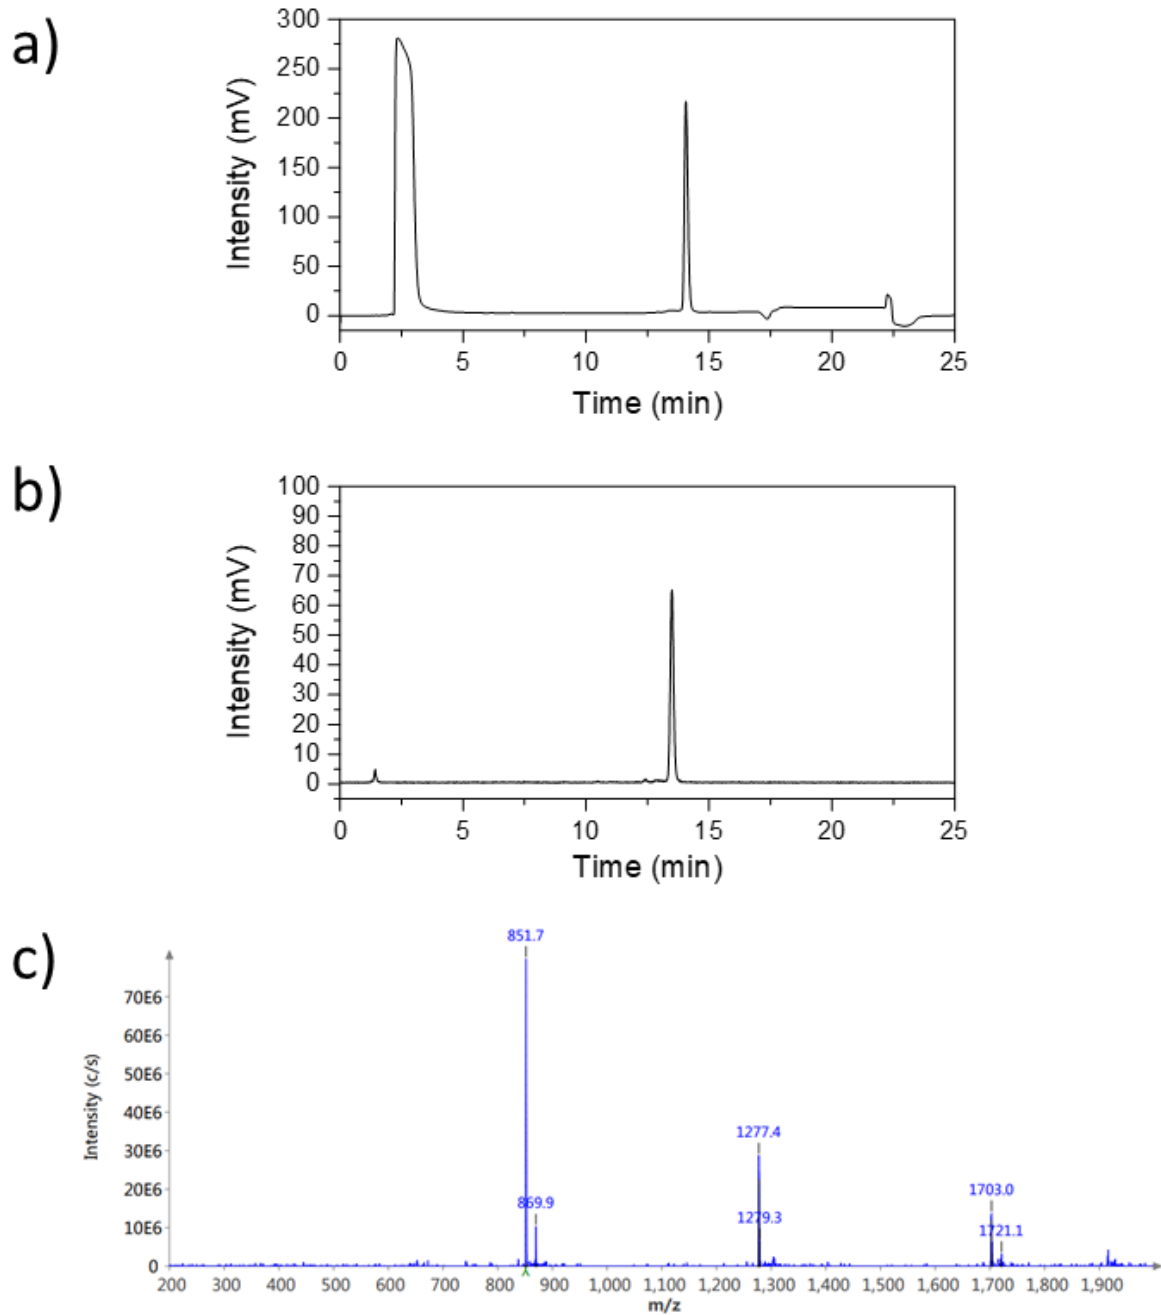 a)
300
250
200
150
100
50
0
Intensity (mV)
0 5 10 15 20 25
Time (min)
b)
100
90
80
70
60
50
40
30
20
10
0
Intensity (mV)
0 5 10 15 20 25
Time (min)
c)
851.7
70E6
60E6
50E6
40E6
30E6
20E6
10E6
0
Intensity (c/s)
869.9
1277.4
1279.3
1703.0
1721.1
200 300 400 500 600 700 800 900 1,000 1,100 1,200 1,300 1,400 1,500 1,600 1,700 1,800 1,900
m/z